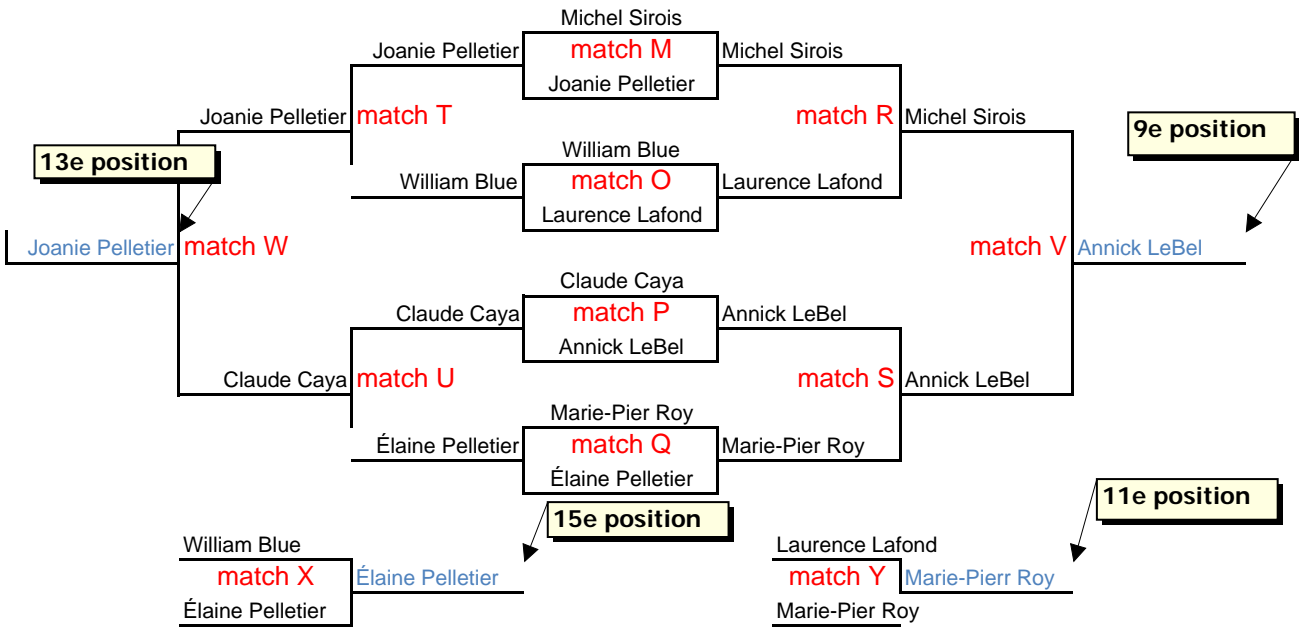 Michel Sirois
Joanie Pelletier match M Michel Sirois
Joanie Pelletier
Joanie Pelletier match T match R Michel Sirois
9e position
13e position
William Blue
William Blue match O Laurence Lafond
Laurence Lafond
Joanie Pelletier match W match V Annick LeBel
Claude Caya
Claude Caya match P Annick LeBel
Annick LeBel
Claude Caya match U match S Annick LeBel
Marie-Pier Roy
Élaine Pelletier match Q Marie-Pier Roy
Élaine Pelletier
11e position
15e position
William Blue Laurence Lafond
match X Élaine Pelletier match Y Marie-Pierr Roy
Élaine Pelletier Marie-Pier Roy